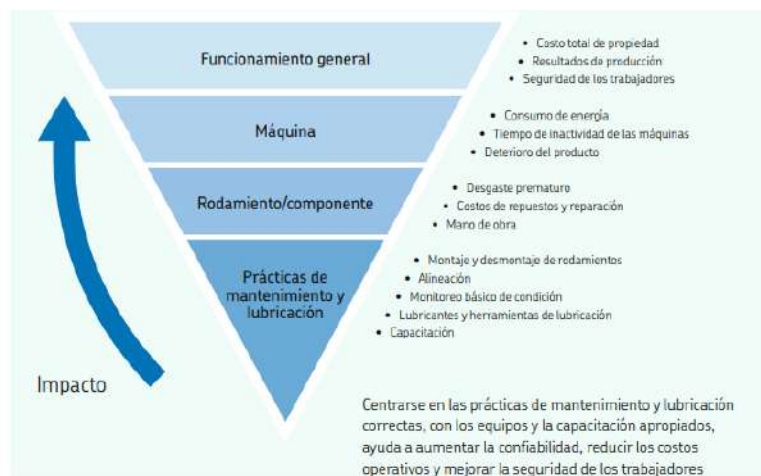 Funcionamiento general
• Costo total de propiedad
• Resultados de producción
• Seguridad de los trabajadores
Máquina
• Consumo de energía
• Tiempo de inactividad de las máquinas
• Deterioro del producto
Rodamiento/componente
• Desgaste prematuro
• Costos de repuestos y reparación
• Mano de obra
Prácticas de
mantenimiento y
lubricación
• Montaje y desmontaje de rodamientos
• Alineación
• Monitoreo básico de condición
• Lubricantes y herramientas de lubricación
• Capacitación
Impacto
Centrarse en las prácticas de mantenimiento y lubricación
correctas, con los equipos y la capacitación apropiados,
ayuda a aumentar la confiabilidad, reducir los costos
operativos y mejorar la seguridad de los trabajadores